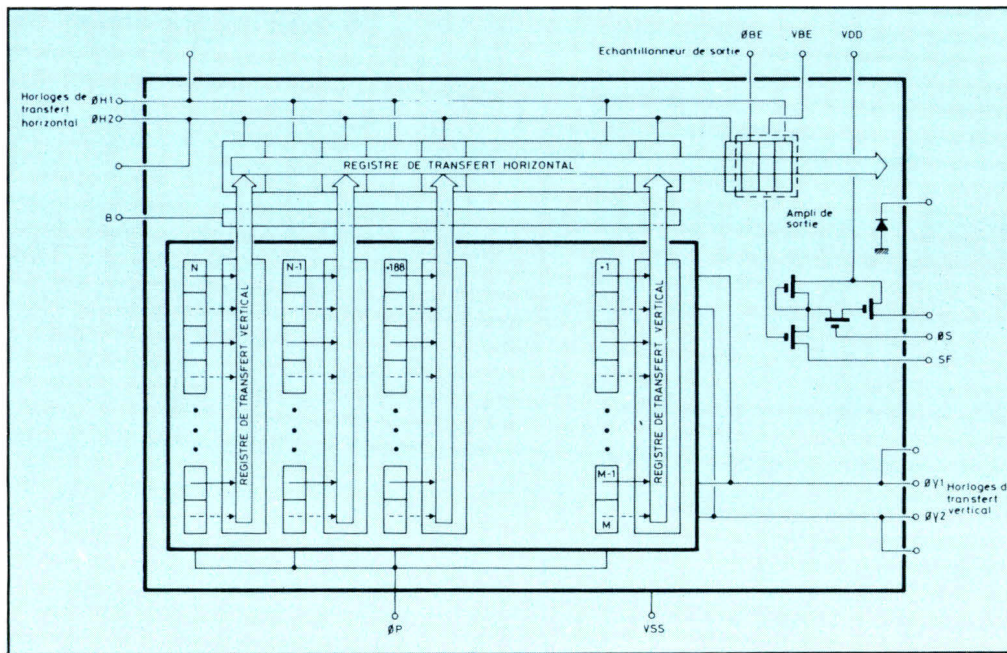 ØBE VBE VDD
Echantillonneur de sortie
Horloges de
transfert
horizontal
ØH1
ØH2
REGISTRE DE TRANSFERT HORIZONTAL
B
Ampli de
sortie
N
N-1
+188
+1
REGISTRE DE TRANSFERT VERTICAL
REGISTRE DE TRANSFERT VERTICAL
ØS
SF
M-1
M
ØV1
ØV2
Horloges de
transfert
vertical
ØP
VSS